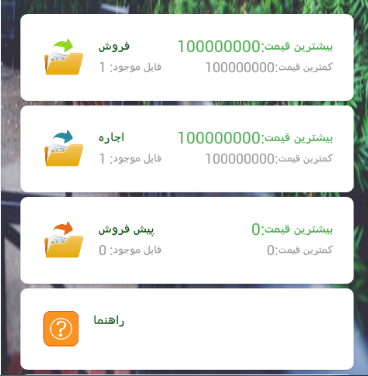 فروش
بیشترین قیمت:100000000
فایل موجود: 1
کمترین قیمت:100000000
اجاره
بیشترین قیمت:100000000
فایل موجود: 1
کمترین قیمت:100000000
پیش فروش
بیشترین قیمت:0
فایل موجود: 0
کمترین قیمت:0
راهنما